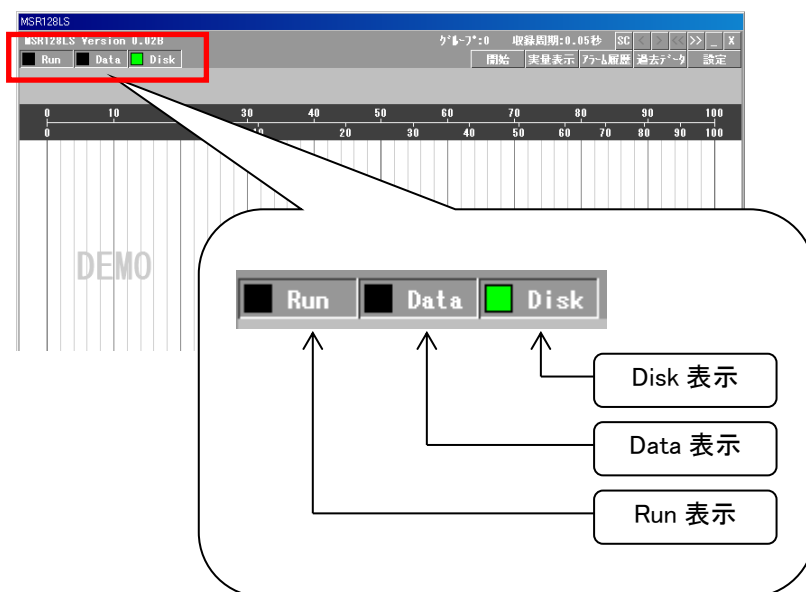 MSR128LS
MSR128LS Version 0.02B ｸﾞﾙｰﾌﾟ:0 収録周期:0.05秒 SC < > << >> _ X
Run Data Disk 開始 実量表示 ｱﾗｰﾑ履歴 過去ﾃﾞｰﾀ 設定
0 10 30 40 50 60 70 80 90 100
0 20 30 40 50 60 70 80 90 100
DEMO
Run Data Disk
Disk 表示
Data 表示
Run 表示